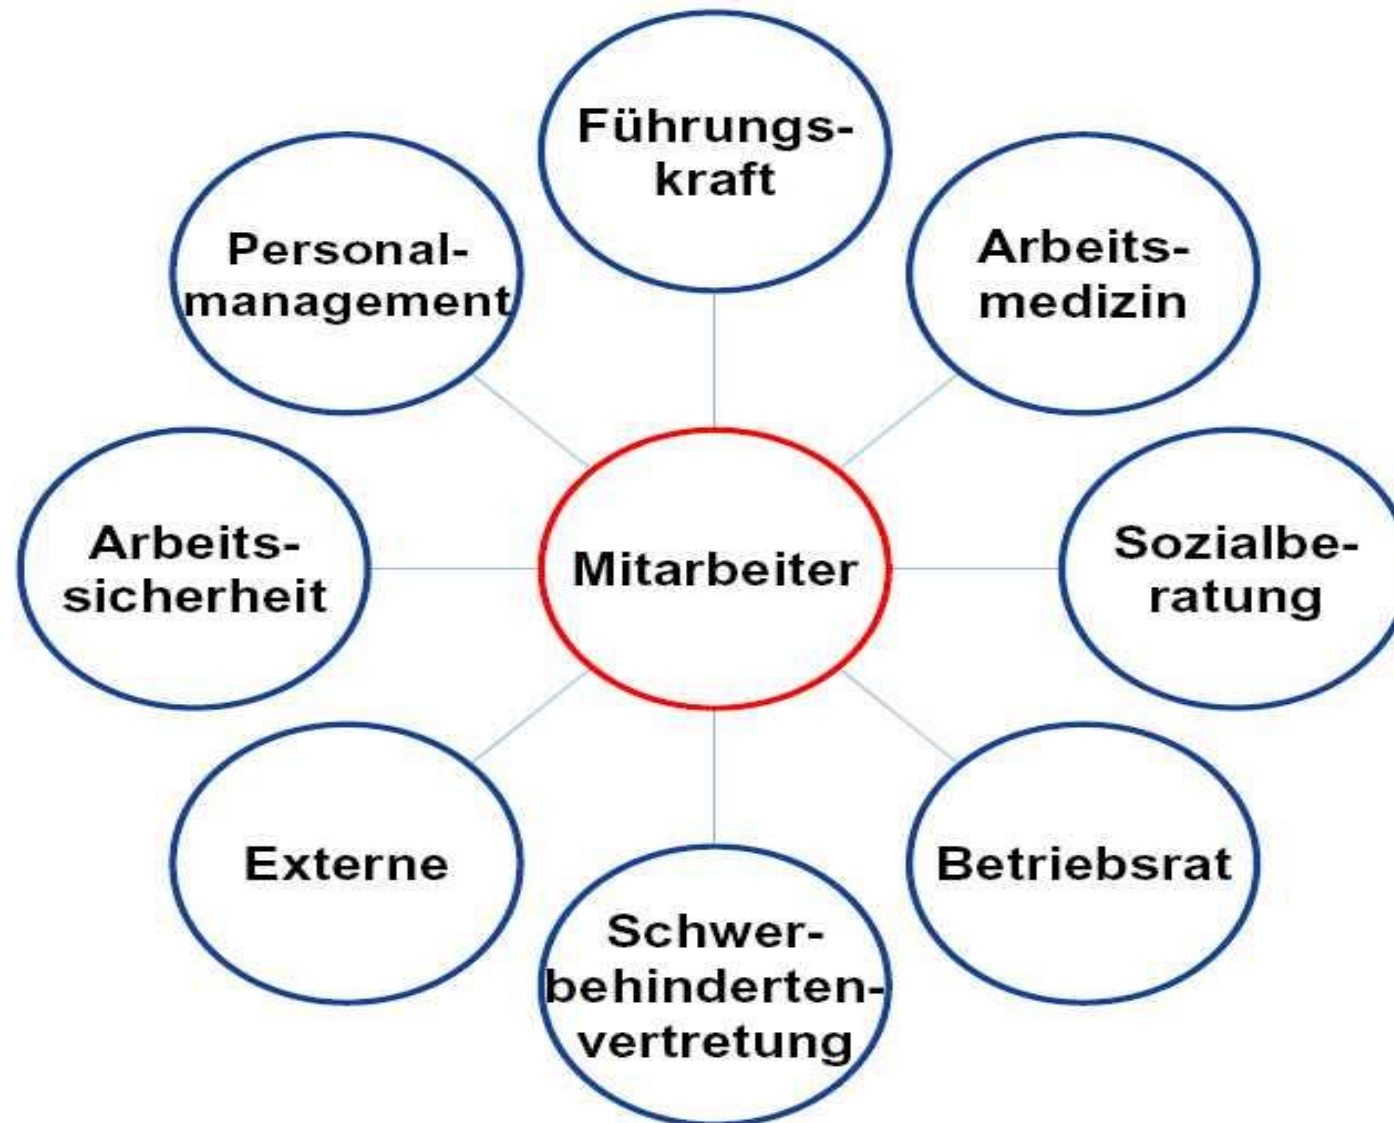 Führungs-
kraft
Personal-
management
Arbeits-
medizin
Arbeits-
sicherheit
Mitarbeiter
Sozialbe-
ratung
Externe
Betriebsrat
Schwer-
behinderten-
vertretung